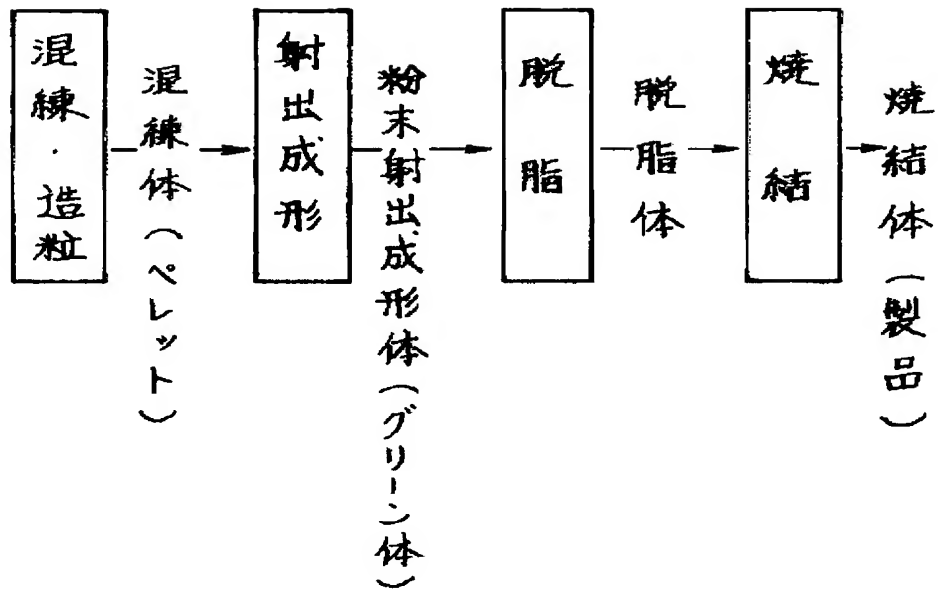 混練・造粒
混練体(ペレット)
射出成形
粉末射出成形体(グリーン体)
脱脂
脱脂体
焼結
焼結体(製品)